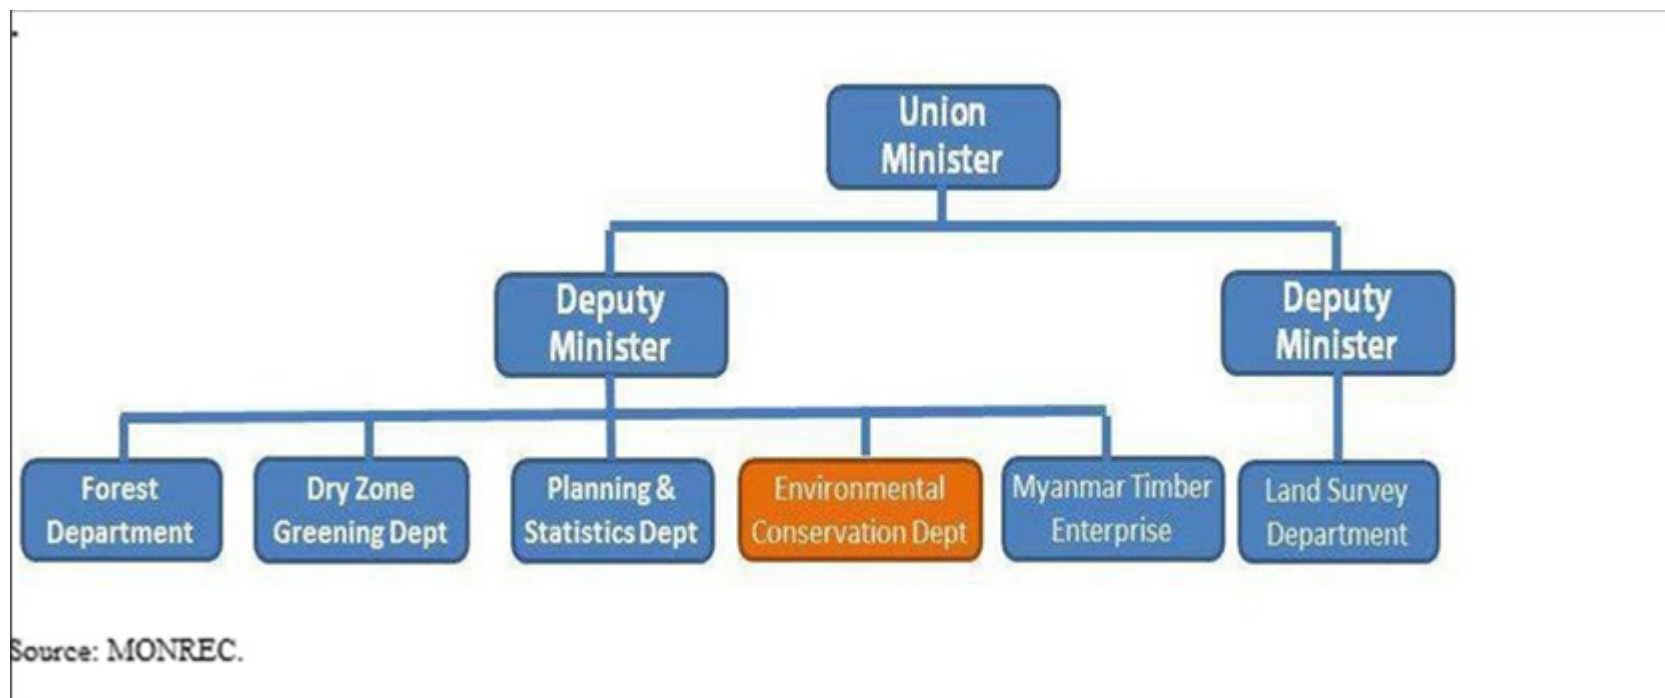 Union
Minister
Deputy
Minister
Deputy
Minister
Forest
Department
Dry Zone
Greening Dept
Planning &
Statistics Dept
Environmental
Conservation Dept
Myanmar Timber
Enterprise
Land Survey
Department
Source: MONREC.